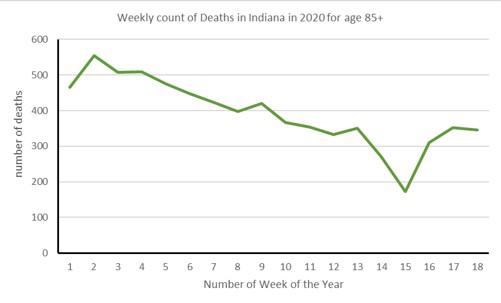 Weekly count of Deaths in Indiana in 2020 for age 85+
600
500
400
300
200
100
0
number of deaths
1 2 3 4 5 6 7 8 9 10 11 12 13 14 15 16 17 18
Number of Week of the Year